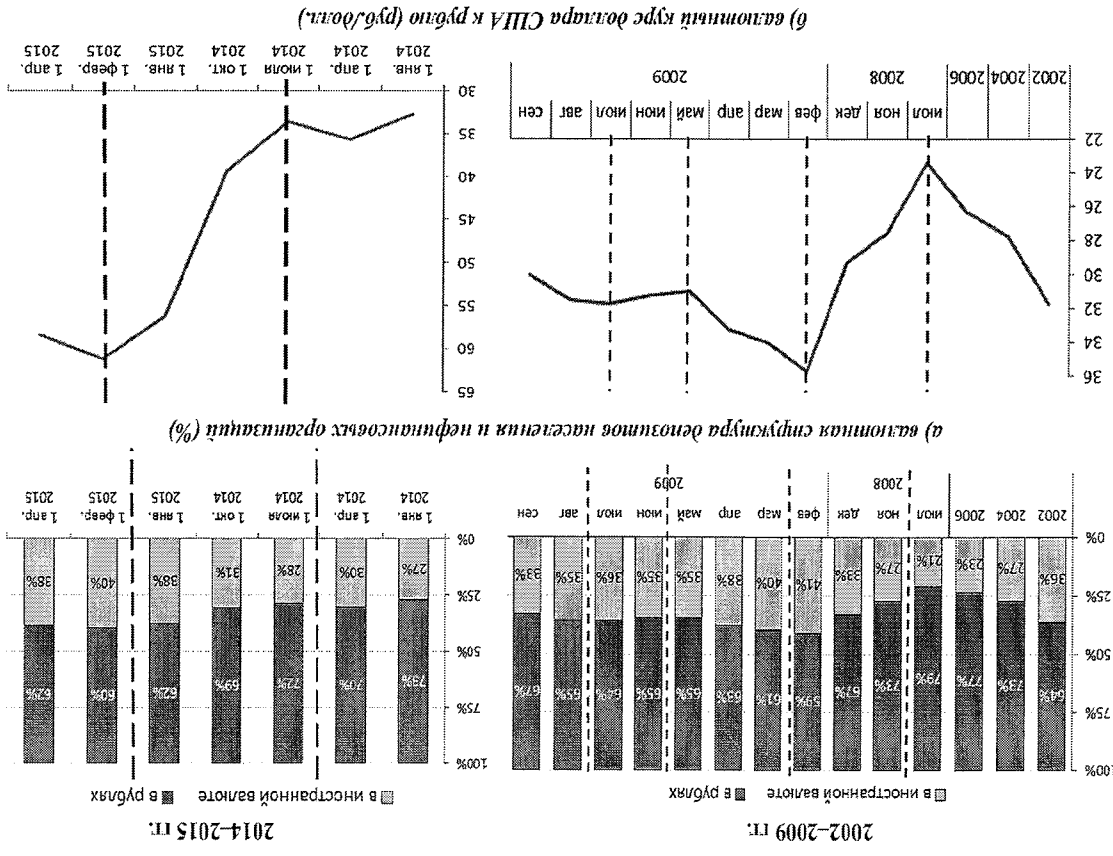 2002–2009 гг.
в иностранной валюте в рублях
100%
75%
50%
25%
0%
64% 73% 77% 79% 73% 67% 59% 61% 63% 65% 65% 64% 65% 67%
36% 27% 23% 21% 27% 33% 41% 40% 38% 35% 35% 36% 35% 33%
2002 2004 2006 июл ноя дек фев мар апр май июн июл авг сен
2008 2009
2014–2015 гг.
в иностранной валюте в рублях
100%
75%
50%
25%
0%
73% 70% 72% 69% 62% 60% 62%
27% 30% 28% 31% 38% 40% 38%
1 янв. 1 апр. 1 июля 1 окт. 1 янв. 1 февр. 1 апр.
2014 2014 2014 2014 2015 2015 2015
а) валютная структура депозитов населения и нефинансовых организаций (%)
36
34
32
30
28
26
24
22
июл ноя дек фев мар апр май июн июл авг сен
2002 2004 2006 2008 2009
65
60
55
50
45
40
35
30
1 янв. 1 апр. 1 июля 1 окт. 1 янв. 1 февр. 1 апр.
2014 2014 2014 2014 2015 2015 2015
б) валютный курс доллара США к рублю (руб./долл.)